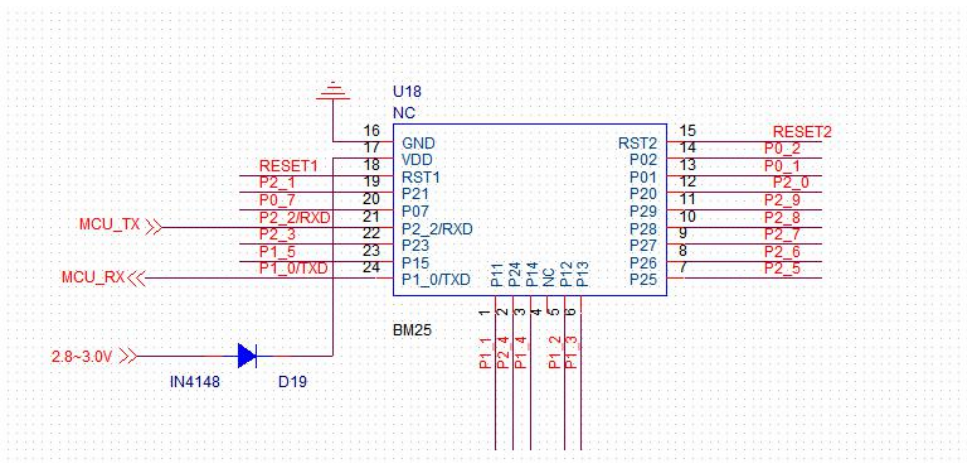 U18
NC
16 GND
17 VDD
RESET1 18 RST1
P2_1 19 P21
P0_7 20 P07
MCU_TX P2_2/RXD 21 P2_2/RXD
P2_3 22 P23
P1_5 23 P15
MCU_RX P1_0/TXD 24 P1_0/TXD
RST2 15 RESET2
P02 14 P0_2
P01 13 P0_1
P20 12 P2_0
P29 11 P2_9
P28 10 P2_8
P27 9 P2_7
P26 8 P2_6
P25 7 P2_5
P11 P24 P14 NC P12 P13
1 2 3 4 5 6
P1_1 P2_4 P1_4 P1_2 P1_3
BM25
2.8~3.0V
IN4148 D19